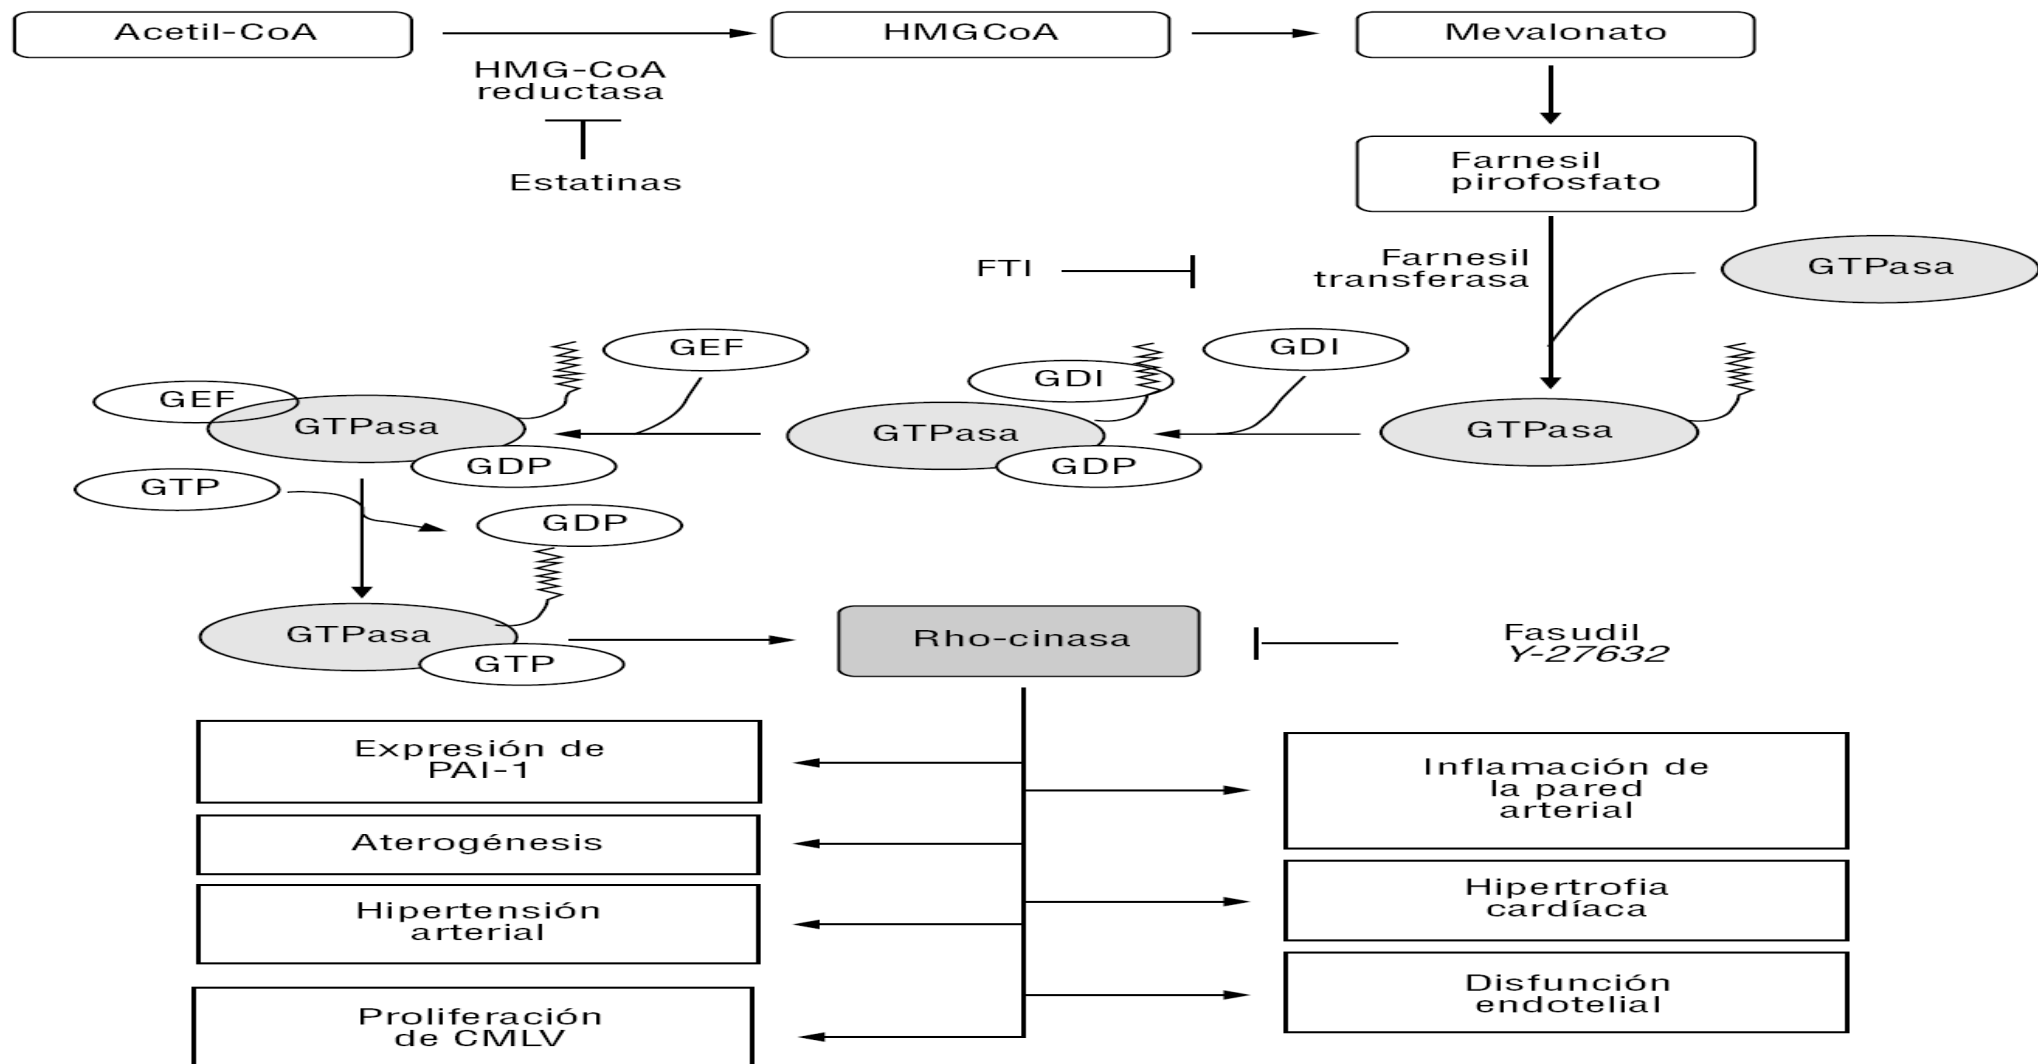 Acetil-CoA
HMGCoA
Mevalonato
HMG-CoA
reductasa
Estatinas
Farnesil
pirofosfato
FTI
Farnesil
transferasa
GTPasa
GEF
GDI
GEF
GTPasa
GDP
GDI
GTPasa
GDP
GTPasa
GTP
GDP
GTPasa
GTP
Rho-cinasa
Fasudil
Y-27632
Expresión de
PAI-1
Aterogénesis
Hipertensión
arterial
Proliferación
de CMLV
Inflamación de
la pared
arterial
Hipertrofia
cardíaca
Disfunción
endotelial